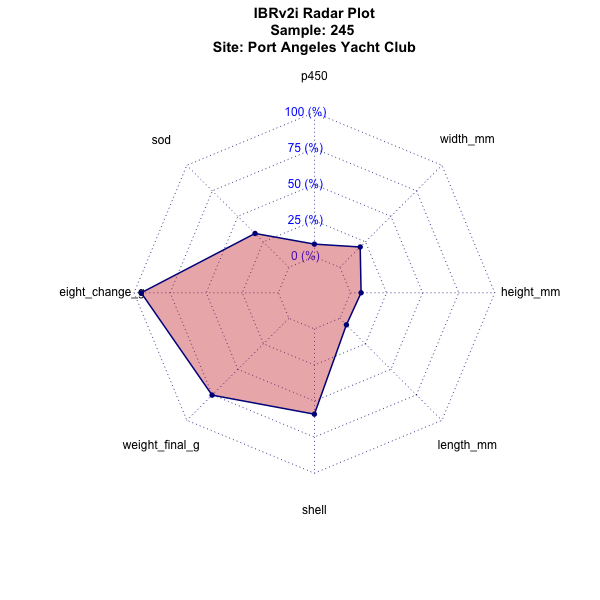 IBRv2i Radar Plot
Sample: 245
Site: Port Angeles Yacht Club
p450
100 (%)
sod
width_mm
75 (%)
50 (%)
25 (%)
0 (%)
eight_change_g
height_mm
weight_final_g
length_mm
shell